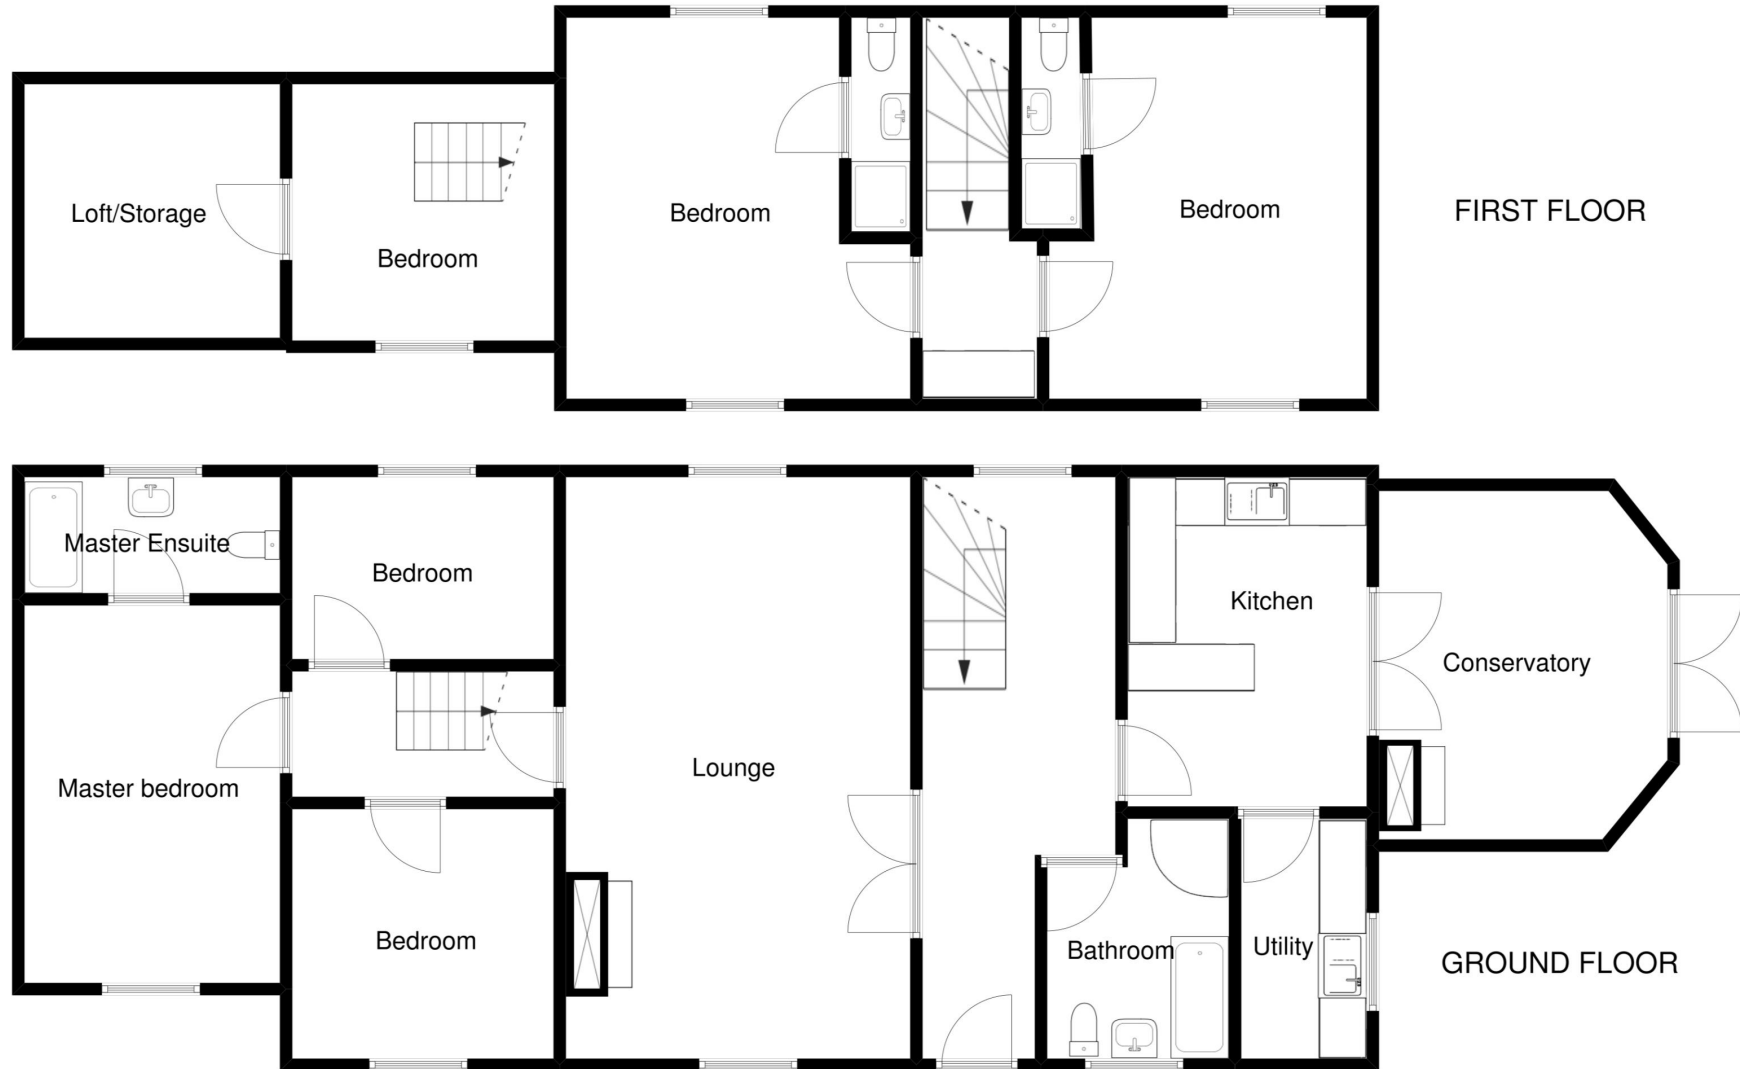 Loft/Storage
Bedroom
Bedroom
Bedroom
FIRST FLOOR
Master Ensuite
Bedroom
Kitchen
Conservatory
Master bedroom
Lounge
Bedroom
Bathroom
Utility
GROUND FLOOR